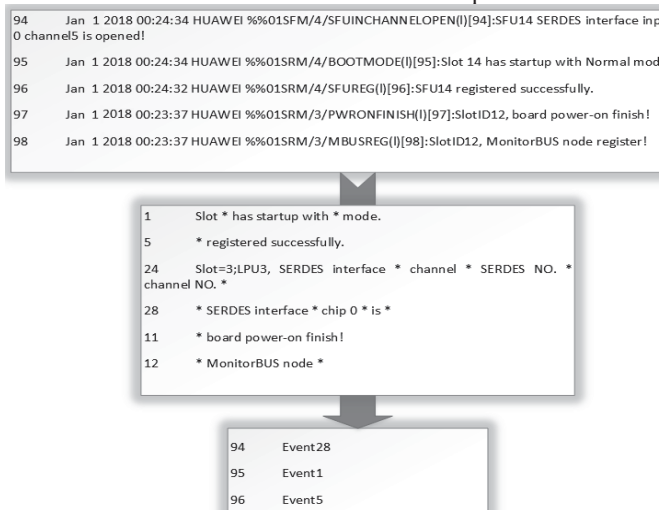 94 Jan 1 2018 00:24:34 HUAWEI %%01SFM/4/SFUINCHANNELOPEN(l)[94]:SFU14 SERDES interface inp
0 channel5 is opened!
95 Jan 1 2018 00:24:34 HUAWEI %%01SRM/4/BOOTMODE(l)[95]:Slot 14 has startup with Normal mod
96 Jan 1 2018 00:24:32 HUAWEI %%01SRM/4/SFUREG(l)[96]:SFU14 registered successfully.
97 Jan 1 2018 00:23:37 HUAWEI %%01SRM/3/PWRONFINISH(l)[97]:SlotID12, board power-on finish!
98 Jan 1 2018 00:23:37 HUAWEI %%01SRM/3/MBUSREG(l)[98]:SlotID12, MonitorBUS node register!
1 Slot * has startup with * mode.
5 * registered successfully.
24 Slot=3;LPU3, SERDES interface * channel * SERDES NO. *
channel NO. *
28 * SERDES interface * chip 0 * is *
11 * board power-on finish!
12 * MonitorBUS node *
94 Event28
95 Event1
96 Event5